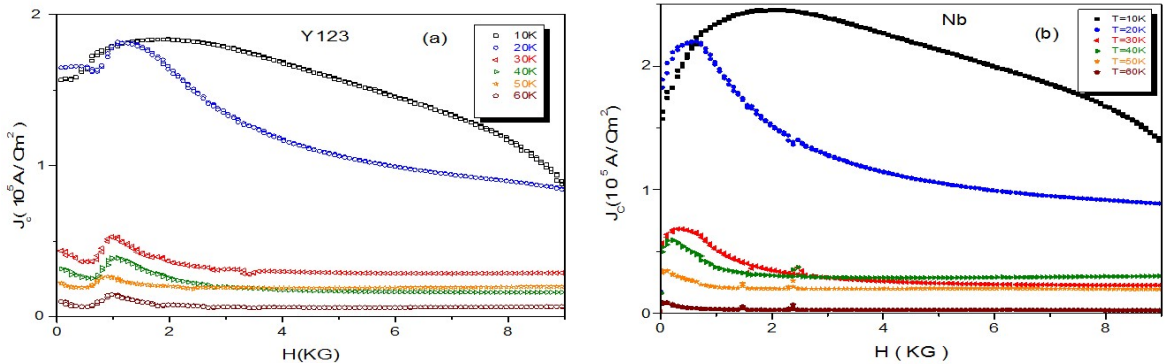 Y123
(a)
10K
20K
30K
40K
50K
60K
2
1
0
J_c( 10^5 A/Cm^2)
0
2
4
6
8
H(KG)
Nb
(b)
T=10K
T=20K
T=30K
T=40K
T=50K
T=60K
2
1
0
J_C(10^5 A/Cm^2)
0
2
4
6
8
H ( KG )